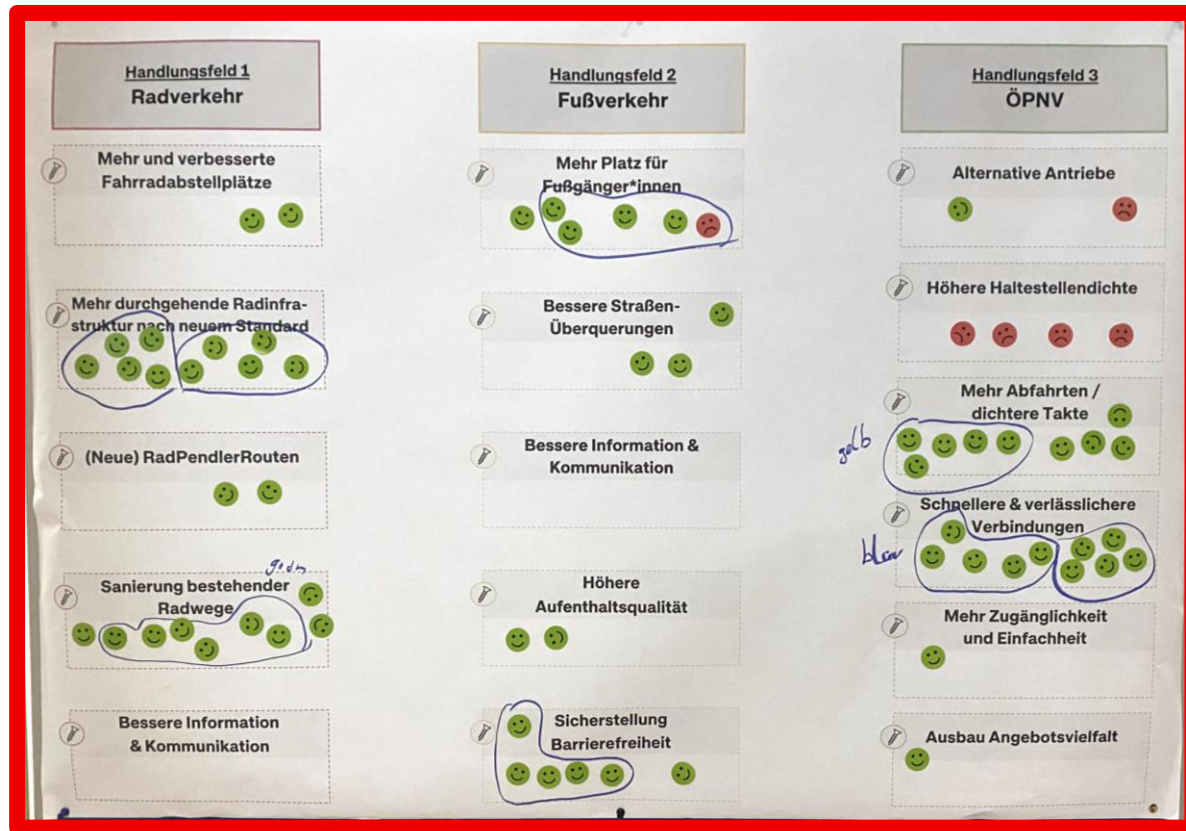 Handlungsfeld 1
Radverkehr
Mehr und verbesserte
Fahrradabstellplätze
Mehr durchgehende Radinfra-
struktur nach neuem Standard
(Neue) RadPendlerRouten
Sanierung bestehender
Radwege
Bessere Information
& Kommunikation
Handlungsfeld 2
Fußverkehr
Mehr Platz für
Fußgänger*innen
Bessere Straßen-
Überquerungen
Bessere Information &
Kommunikation
Höhere
Aufenthaltsqualität
Sicherstellung
Barrierefreiheit
Handlungsfeld 3
ÖPNV
Alternative Antriebe
Höhere Haltestellendichte
Mehr Abfahrten /
dichtere Takte
gelb
Schnellere & verlässlichere
Verbindungen
blau
Mehr Zugänglichkeit
und Einfachheit
Ausbau Angebotsvielfalt